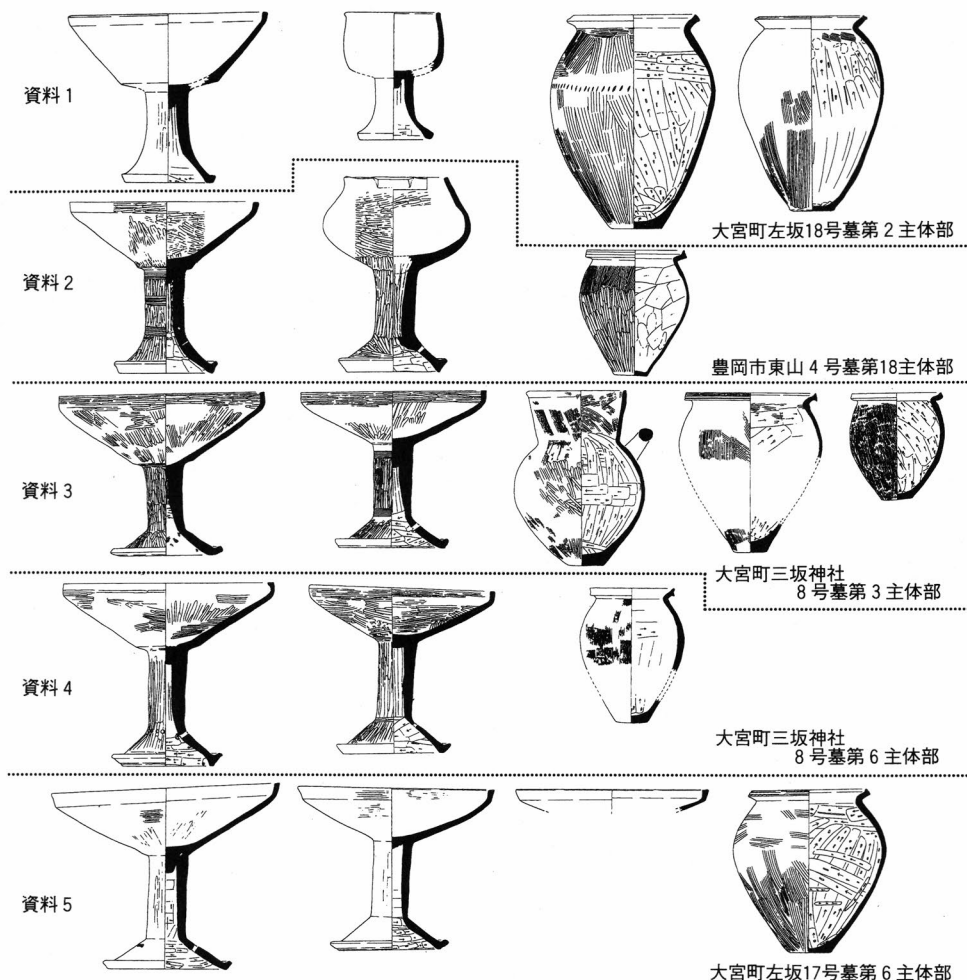 資料1
大宮町左坂18号墓第2主体部
資料2
豊岡市東山4号墓第18主体部
資料3
大宮町三坂神社
8号墓第3主体部
資料4
大宮町三坂神社
8号墓第6主体部
資料5
大宮町左坂17号墓第6主体部